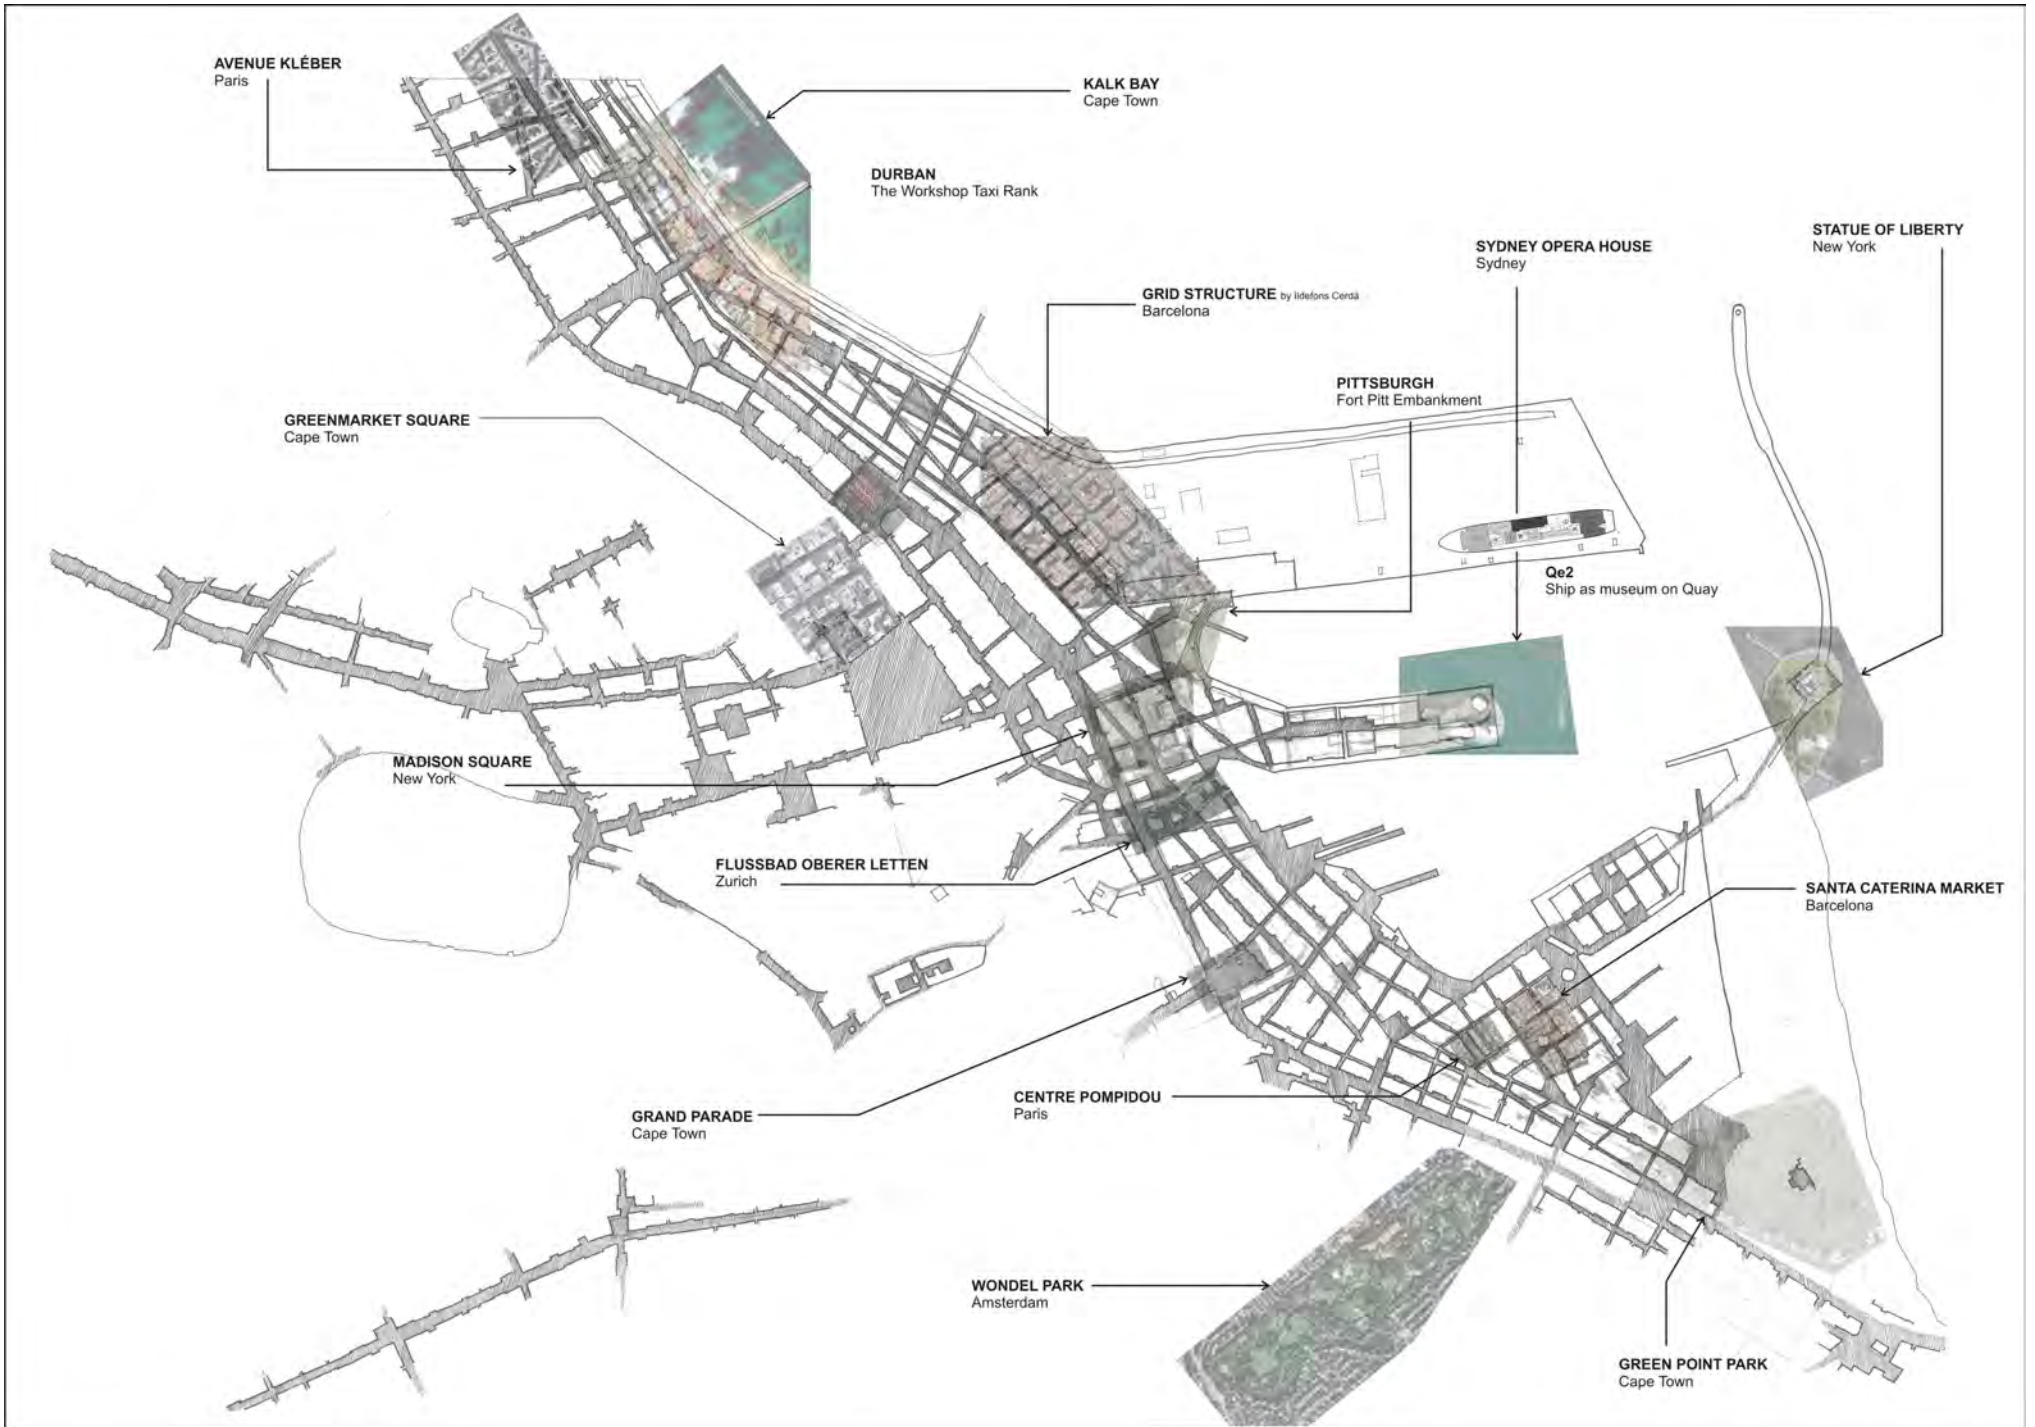 AVENUE KLÉBER
Paris
KALK BAY
Cape Town
DURBAN
The Workshop Taxi Rank
STATUE OF LIBERTY
New York
SYDNEY OPERA HOUSE
Sydney
GRID STRUCTURE by Ildefons Cerdà
Barcelona
PITTSBURGH
Fort Pitt Embankment
GREENMARKET SQUARE
Cape Town
Qe2
Ship as museum on Quay
MADISON SQUARE
New York
FLUSSBAD OBERER LETTEN
Zurich
SANTA CATERINA MARKET
Barcelona
CENTRE POMPIDOU
Paris
GRAND PARADE
Cape Town
WONDEL PARK
Amsterdam
GREEN POINT PARK
Cape Town